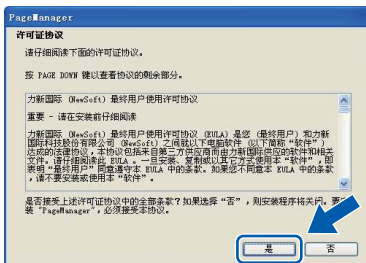 PageManager
许可证协议
请仔细阅读下面的许可证协议。
按 PAGE DOWN 键以查看协议的剩余部分。
力新国际 (NewSoft) 最终用户使用许可协议
重要 - 请在安装前仔细阅读
力新国际 (NewSoft) 最终用户使用许可协议 (EULA) 是您 (最终用户) 和力新
国际科技股份有限公司 (NewSoft) 之间就以下电脑软件 (以下简称“软件”)
达成的法律协议。本协议包括来自第三方供应商而由力新国际供应的软件和相关
文件。请仔细阅读此 EULA 。一旦安装、复制或以其它方式使用本“软件”，即
表明“最终用户”同意遵守本 EULA 中的条款。如果您不同意本 EULA 中的条款
，请不要安装或使用本“软件”。
是否接受上述许可证协议中的全部条款？如果选择“否”，则安装程序将关闭。要
装“PageManager”，必须接受本协议。
是
否